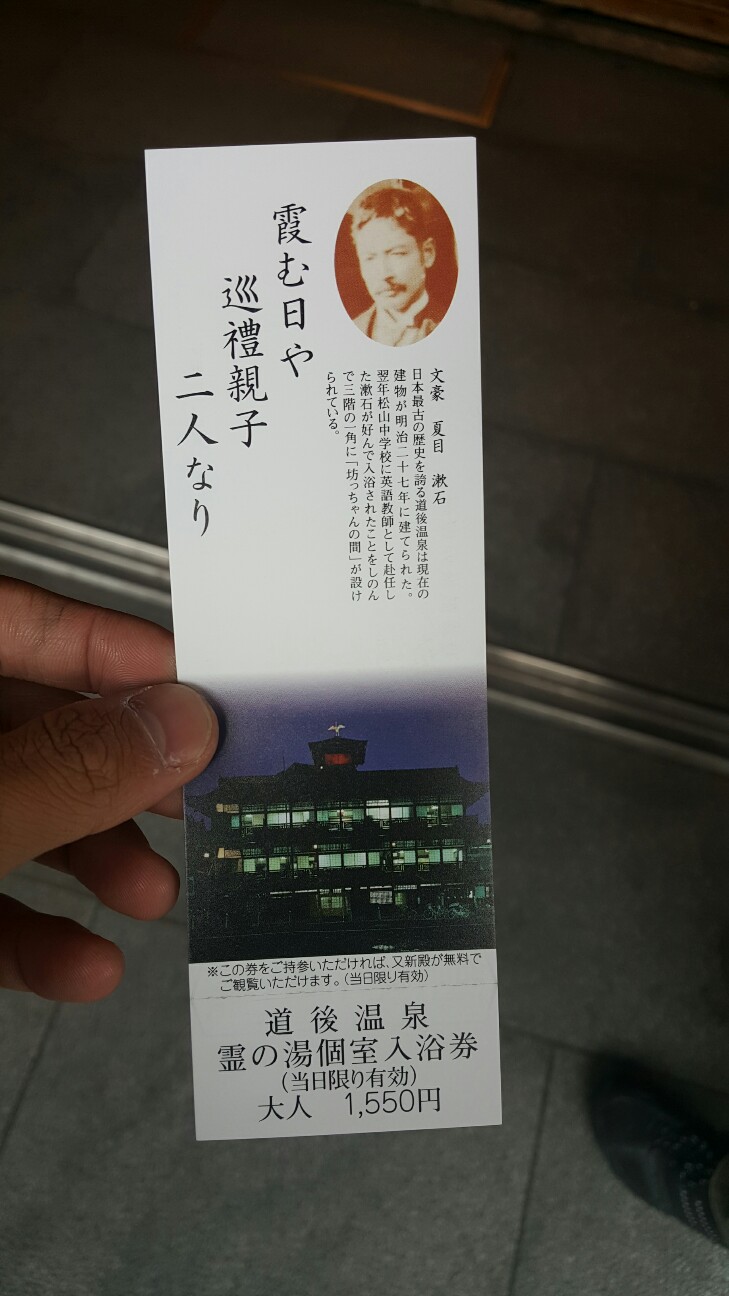 霞む日や
巡禮親子
二人なり
文豪 夏目 漱石
日本最古の歴史を誇る道後温泉は現在の
建物が明治二十七年に建てられた。
翌年松山中学校に英語教師として赴任し
た漱石が好んで入浴されたことをしのん
で三階の一角に「坊っちゃんの間」が設け
られている。
※この券をご持参いただければ、又新殿が無料で
ご観覧いただけます。(当日限り有効)
道後温泉
霊の湯個室入浴券
(当日限り有効)
大人 1,550円